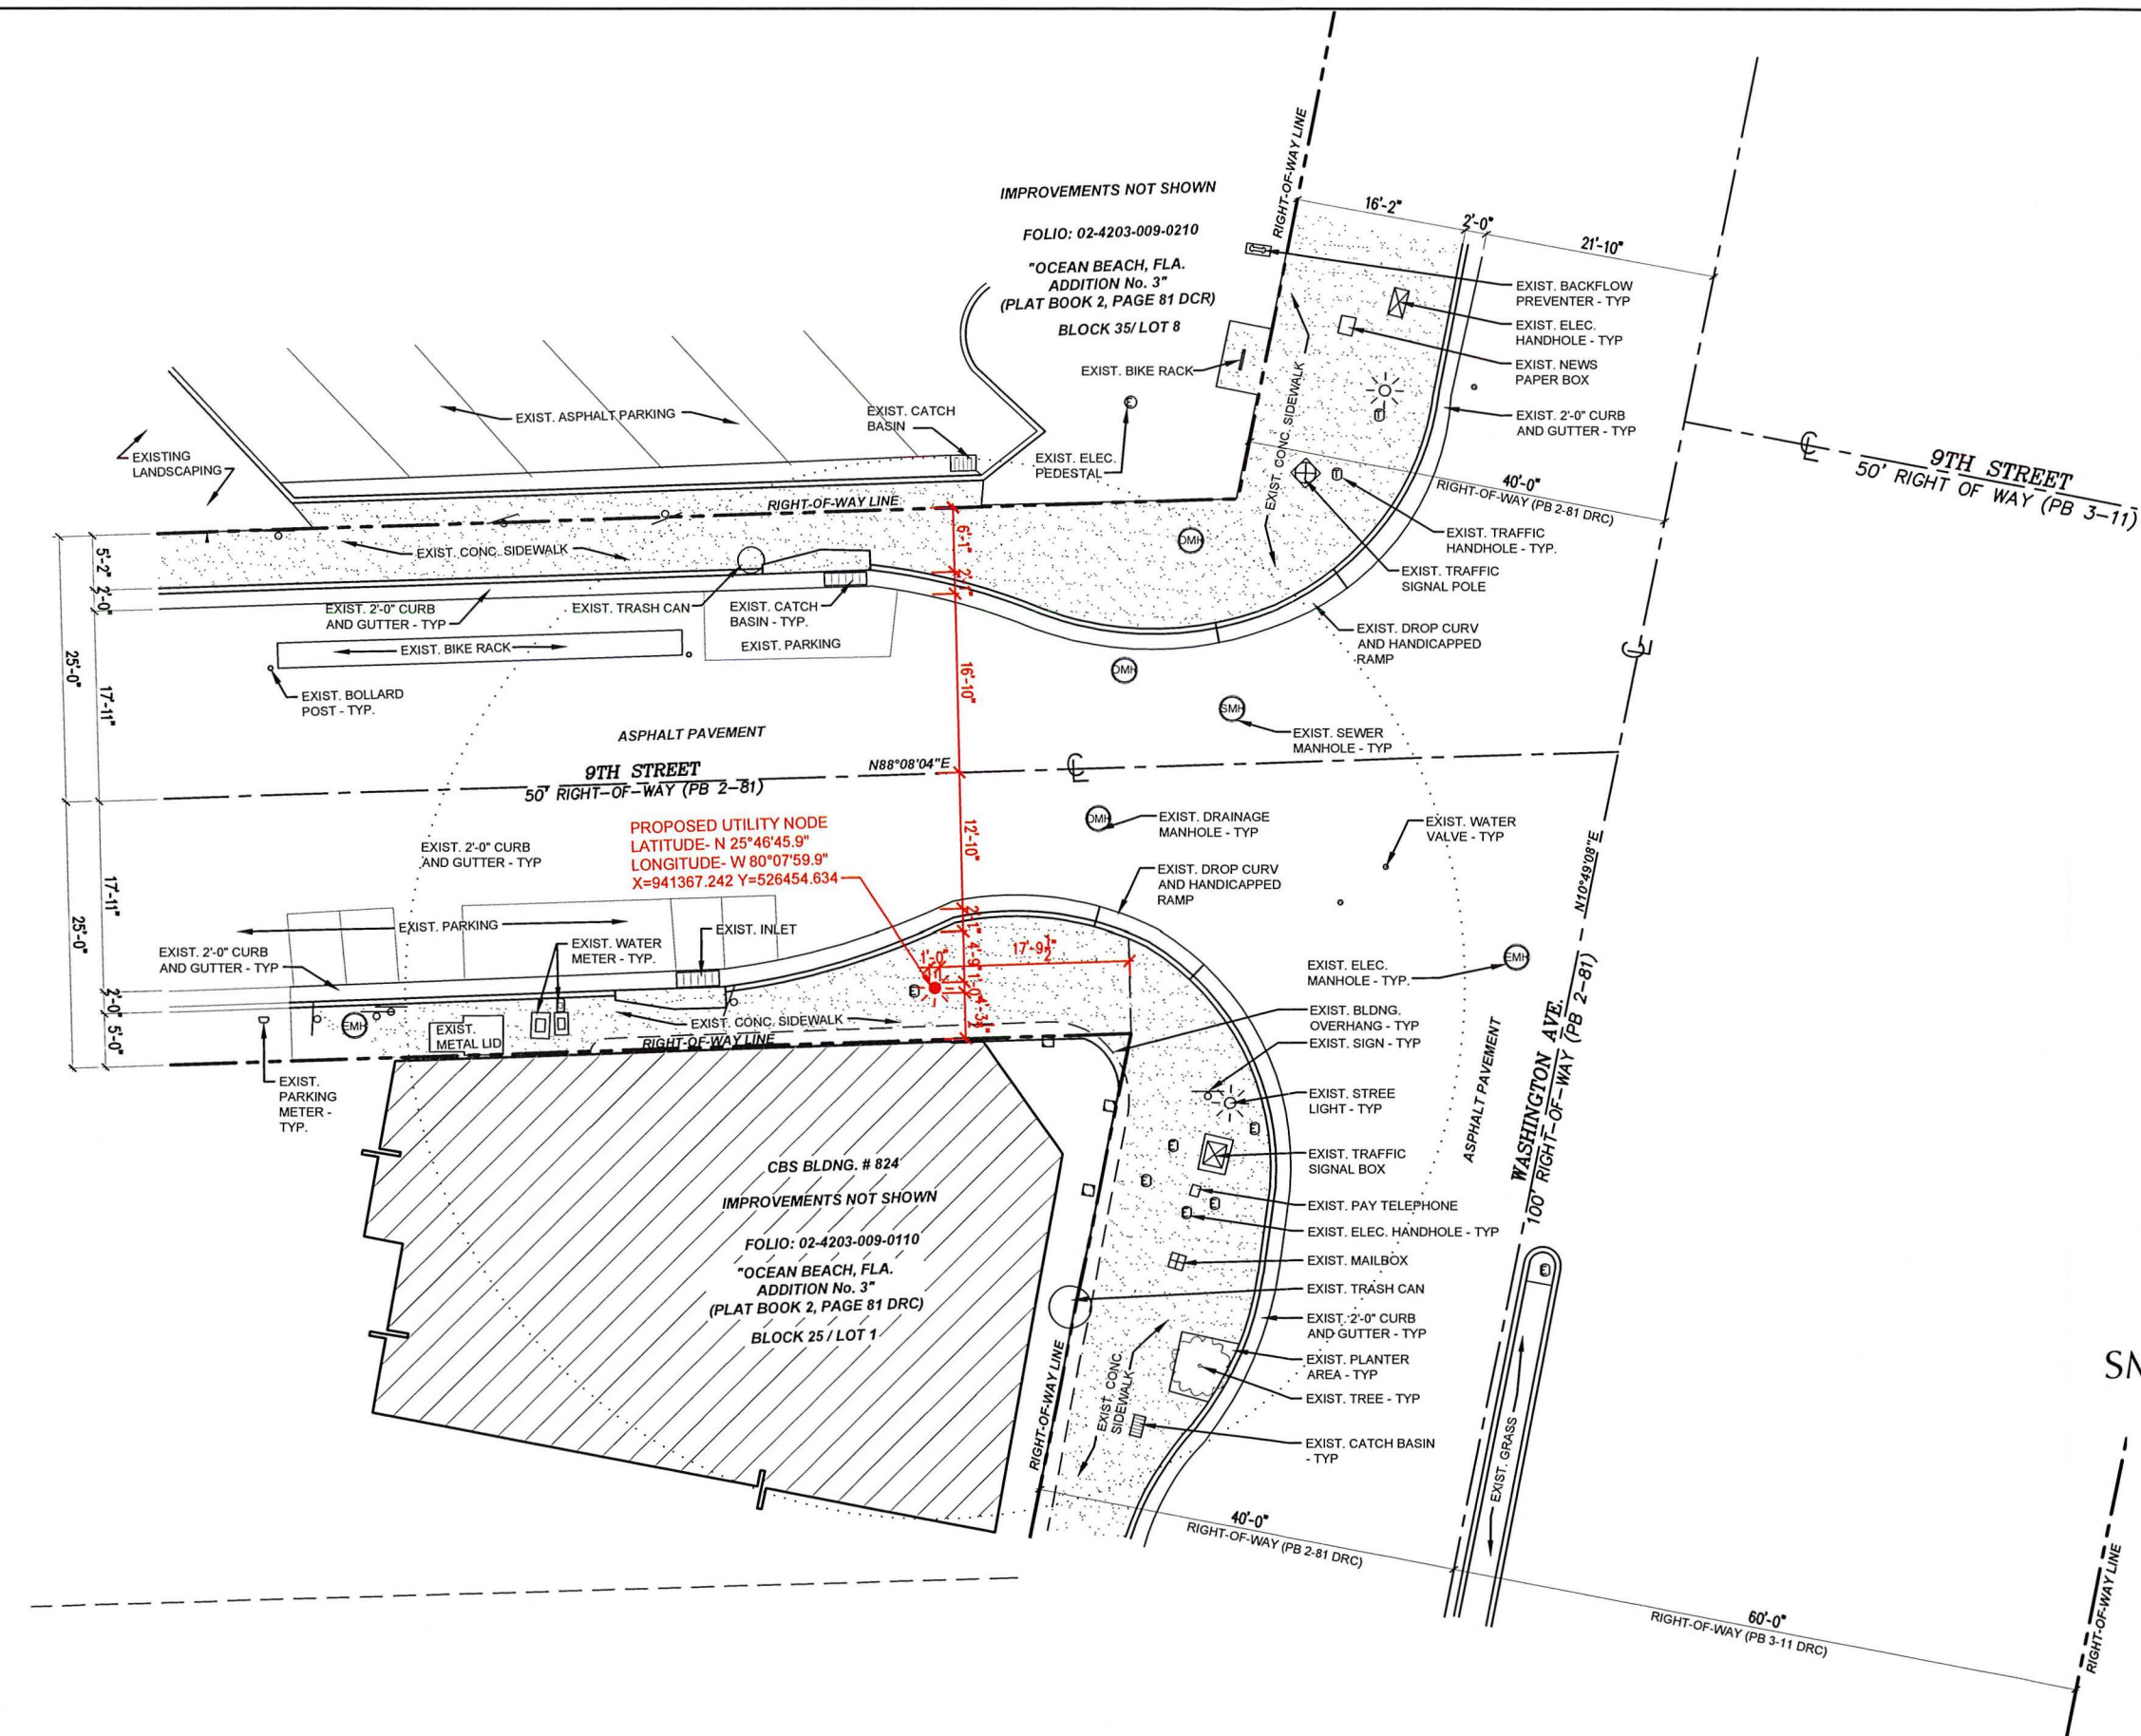 IMPROVEMENTS NOT SHOWN
FOLIO: 02-4203-009-0210
"OCEAN BEACH, FLA.
ADDITION No. 3"
(PLAT BOOK 2, PAGE 81 DCR)
BLOCK 35/ LOT 8
RIGHT-OF-WAY LINE
16'-2"
2'-0"
21'-10"
EXIST. BACKFLOW
PREVENTER - TYP
EXIST. ELEC.
HANDHOLE - TYP
EXIST. NEWS
PAPER BOX
EXIST. 2'-0" CURB
AND GUTTER - TYP
EXIST. BIKE RACK
EXIST. CONC. SIDEWALK
EXIST. ELEC.
PEDESTAL
E
T
T
40'-0"
RIGHT-OF-WAY (PB 2-81 DRC)
EXIST. TRAFFIC
HANDHOLE - TYP.
EXIST. TRAFFIC
SIGNAL POLE
EXIST. DROP CURV
AND HANDICAPPED
RAMP
CL
9TH STREET
50' RIGHT OF WAY (PB 3-11)
EXISTING
LANDSCAPING
EXIST. ASPHALT PARKING
EXIST. CATCH
BASIN
RIGHT-OF-WAY LINE
EXIST. CONC. SIDEWALK
EXIST. 2'-0" CURB
AND GUTTER - TYP
EXIST. TRASH CAN
EXIST. CATCH
BASIN - TYP.
EXIST. BIKE RACK
EXIST. PARKING
EXIST. BOLLARD
POST - TYP.
5'-2"
2'-0"
25'-0"
17'-11"
6'-1"
16'-10"
DMH
DMH
SMH
EXIST. SEWER
MANHOLE - TYP
CL
ASPHALT PAVEMENT
9TH STREET
50' RIGHT-OF-WAY (PB 2-81)
N88°08'04"E
CL
PROPOSED UTILITY NODE
LATITUDE- N 25°46'45.9"
LONGITUDE- W 80°07'59.9"
X=941367.242 Y=526454.634
12'-10"
DMH
EXIST. DRAINAGE
MANHOLE - TYP
EXIST. WATER
VALVE - TYP
EXIST. DROP CURV
AND HANDICAPPED
RAMP
N10°49'08"E
EXIST. 2'-0" CURB
AND GUTTER - TYP
17'-11"
25'-0"
2'-0"
5'-0"
EXIST. PARKING
EXIST. WATER
METER - TYP.
EXIST. INLET
EXIST. 2'-0" CURB
AND GUTTER - TYP
2'-1"
4'-9"
1'-0"
1'-0"
17'-9½"
E
EMH
EXIST.
METAL LID
EXIST. CONC. SIDEWALK
RIGHT-OF-WAY LINE
EXIST.
PARKING
METER -
TYP.
EXIST. ELEC.
MANHOLE - TYP.
EMH
EXIST. BLDNG.
OVERHANG - TYP
EXIST. SIGN - TYP
EXIST. STREE
LIGHT - TYP
EXIST. TRAFFIC
SIGNAL BOX
EXIST. PAY TELEPHONE
EXIST. ELEC. HANDHOLE - TYP
EXIST. MAILBOX
EXIST. TRASH CAN
EXIST. 2'-0" CURB
AND GUTTER - TYP
EXIST. PLANTER
AREA - TYP
EXIST. TREE - TYP
EXIST. CATCH BASIN
- TYP
E
E
E
E
E
E
ASPHALT PAVEMENT
WASHINGTON AVE.
100' RIGHT-OF-WAY (PB 2-81)
CBS BLDNG. # 824
IMPROVEMENTS NOT SHOWN
FOLIO: 02-4203-009-0110
"OCEAN BEACH, FLA.
ADDITION No. 3"
(PLAT BOOK 2, PAGE 81 DRC)
BLOCK 25 / LOT 1
RIGHT-OF-WAY LINE
EXIST. CONC.
SIDEWALK
EXIST. GRASS
40'-0"
RIGHT-OF-WAY (PB 2-81 DRC)
60'-0"
RIGHT-OF-WAY (PB 3-11 DRC)
RIGHT-OF-WAY LINE